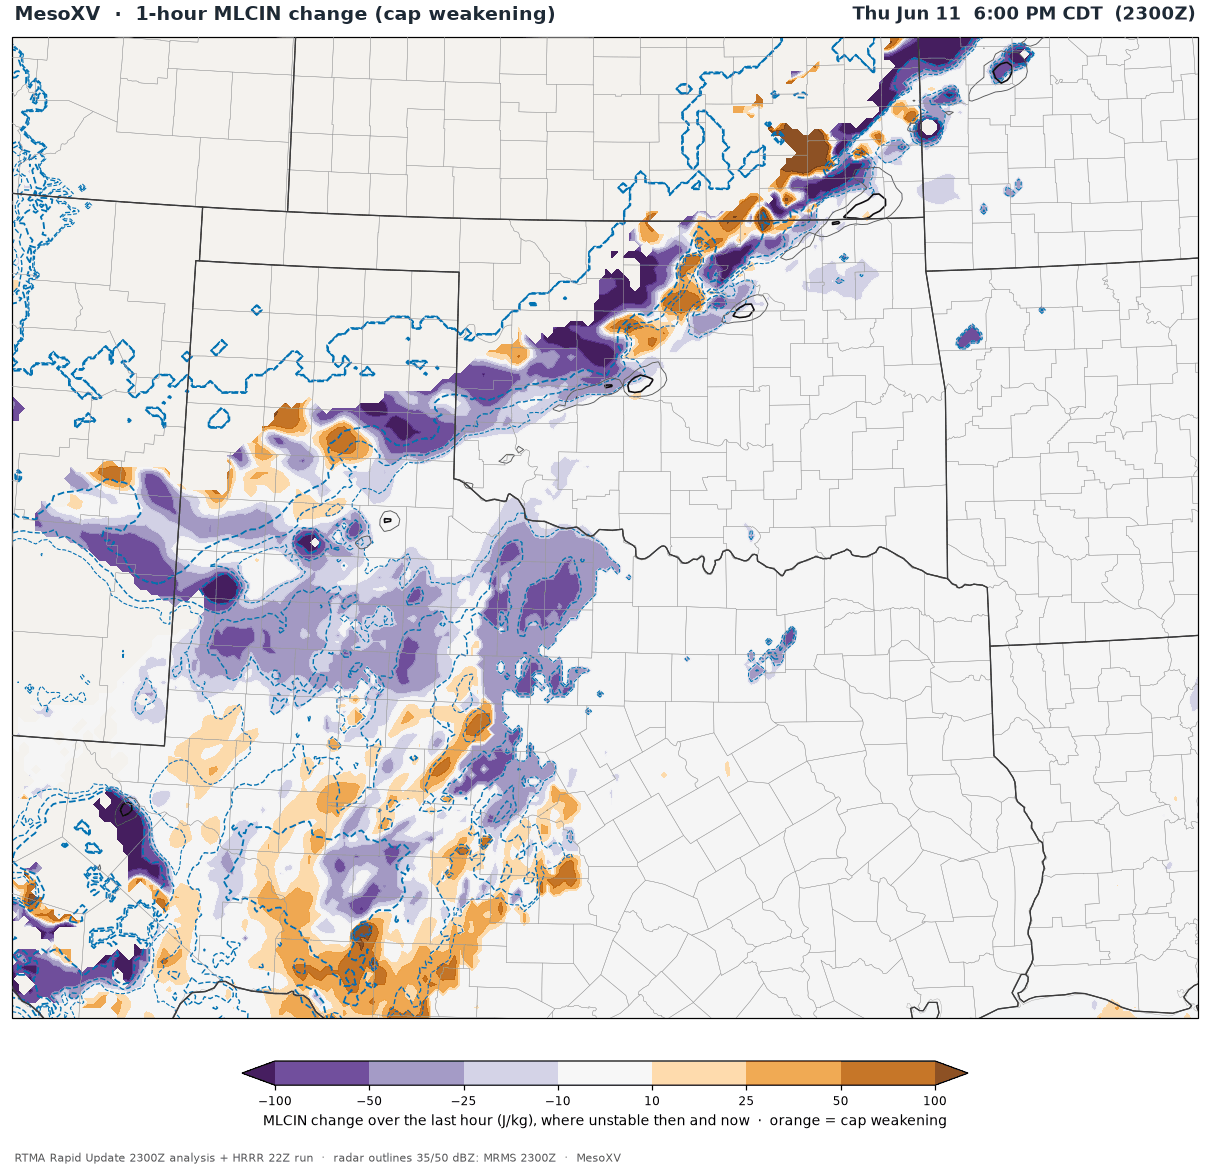 MesoXV · 1-hour MLCIN change (cap weakening)
Thu Jun 11 6:00 PM CDT (2300Z)
−100 −50 −25 −10 10 25 50 100
MLCIN change over the last hour (J/kg), where unstable then and now · orange = cap weakening
RTMA Rapid Update 2300Z analysis + HRRR 22Z run · radar outlines 35/50 dBZ: MRMS 2300Z · MesoXV